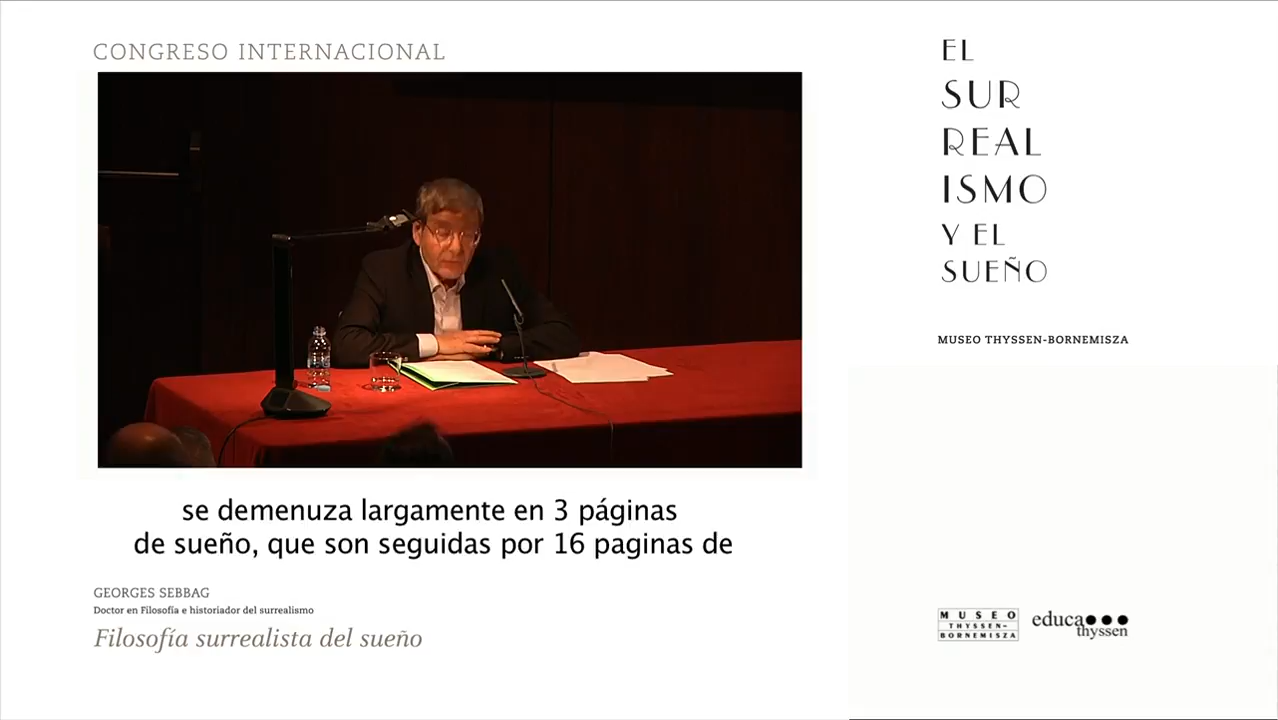 CONGRESO INTERNACIONAL
EL
SUR
REAL
ISMO
Y EL
SUEÑO
MUSEO THYSSEN-BORNEMISZA
se demenuza largamente en 3 páginas
de sueño, que son seguidas por 16 paginas de
GEORGES SEBBAG
Doctor en Filosofía e historiador del surrealismo
Filosofía surrealista del sueño
MUSEO
THYSSEN-
BORNEMISZA
educa
thyssen